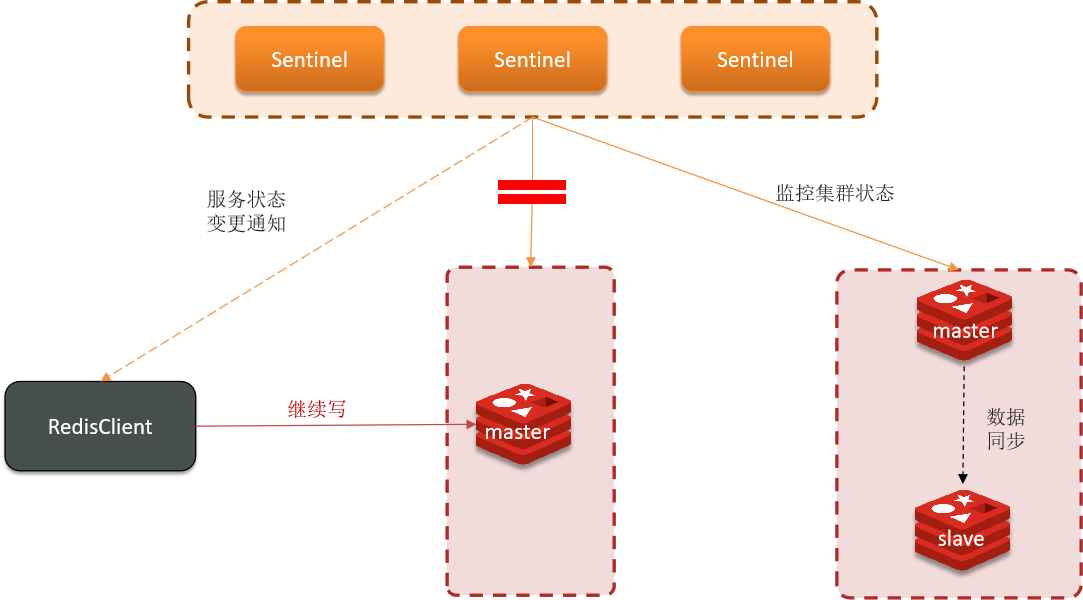 Sentinel
Sentinel
Sentinel
服务状态
变更通知
监控集群状态
master
RedisClient
继续写
master
数据
同步
slave